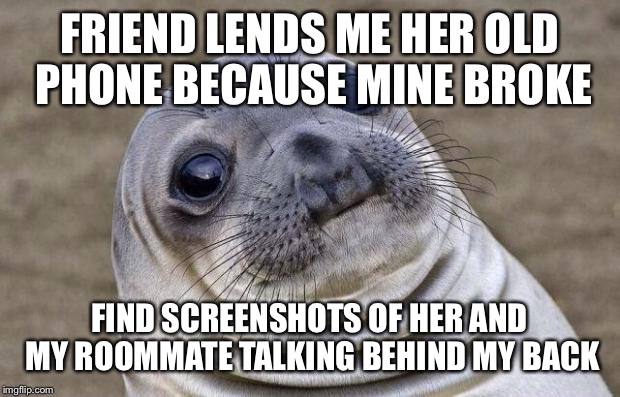 FRIEND LENDS ME HER OLD
PHONE BECAUSE MINE BROKE
FIND SCREENSHOTS OF HER AND
MY ROOMMATE TALKING BEHIND MY BACK
imgflip.com